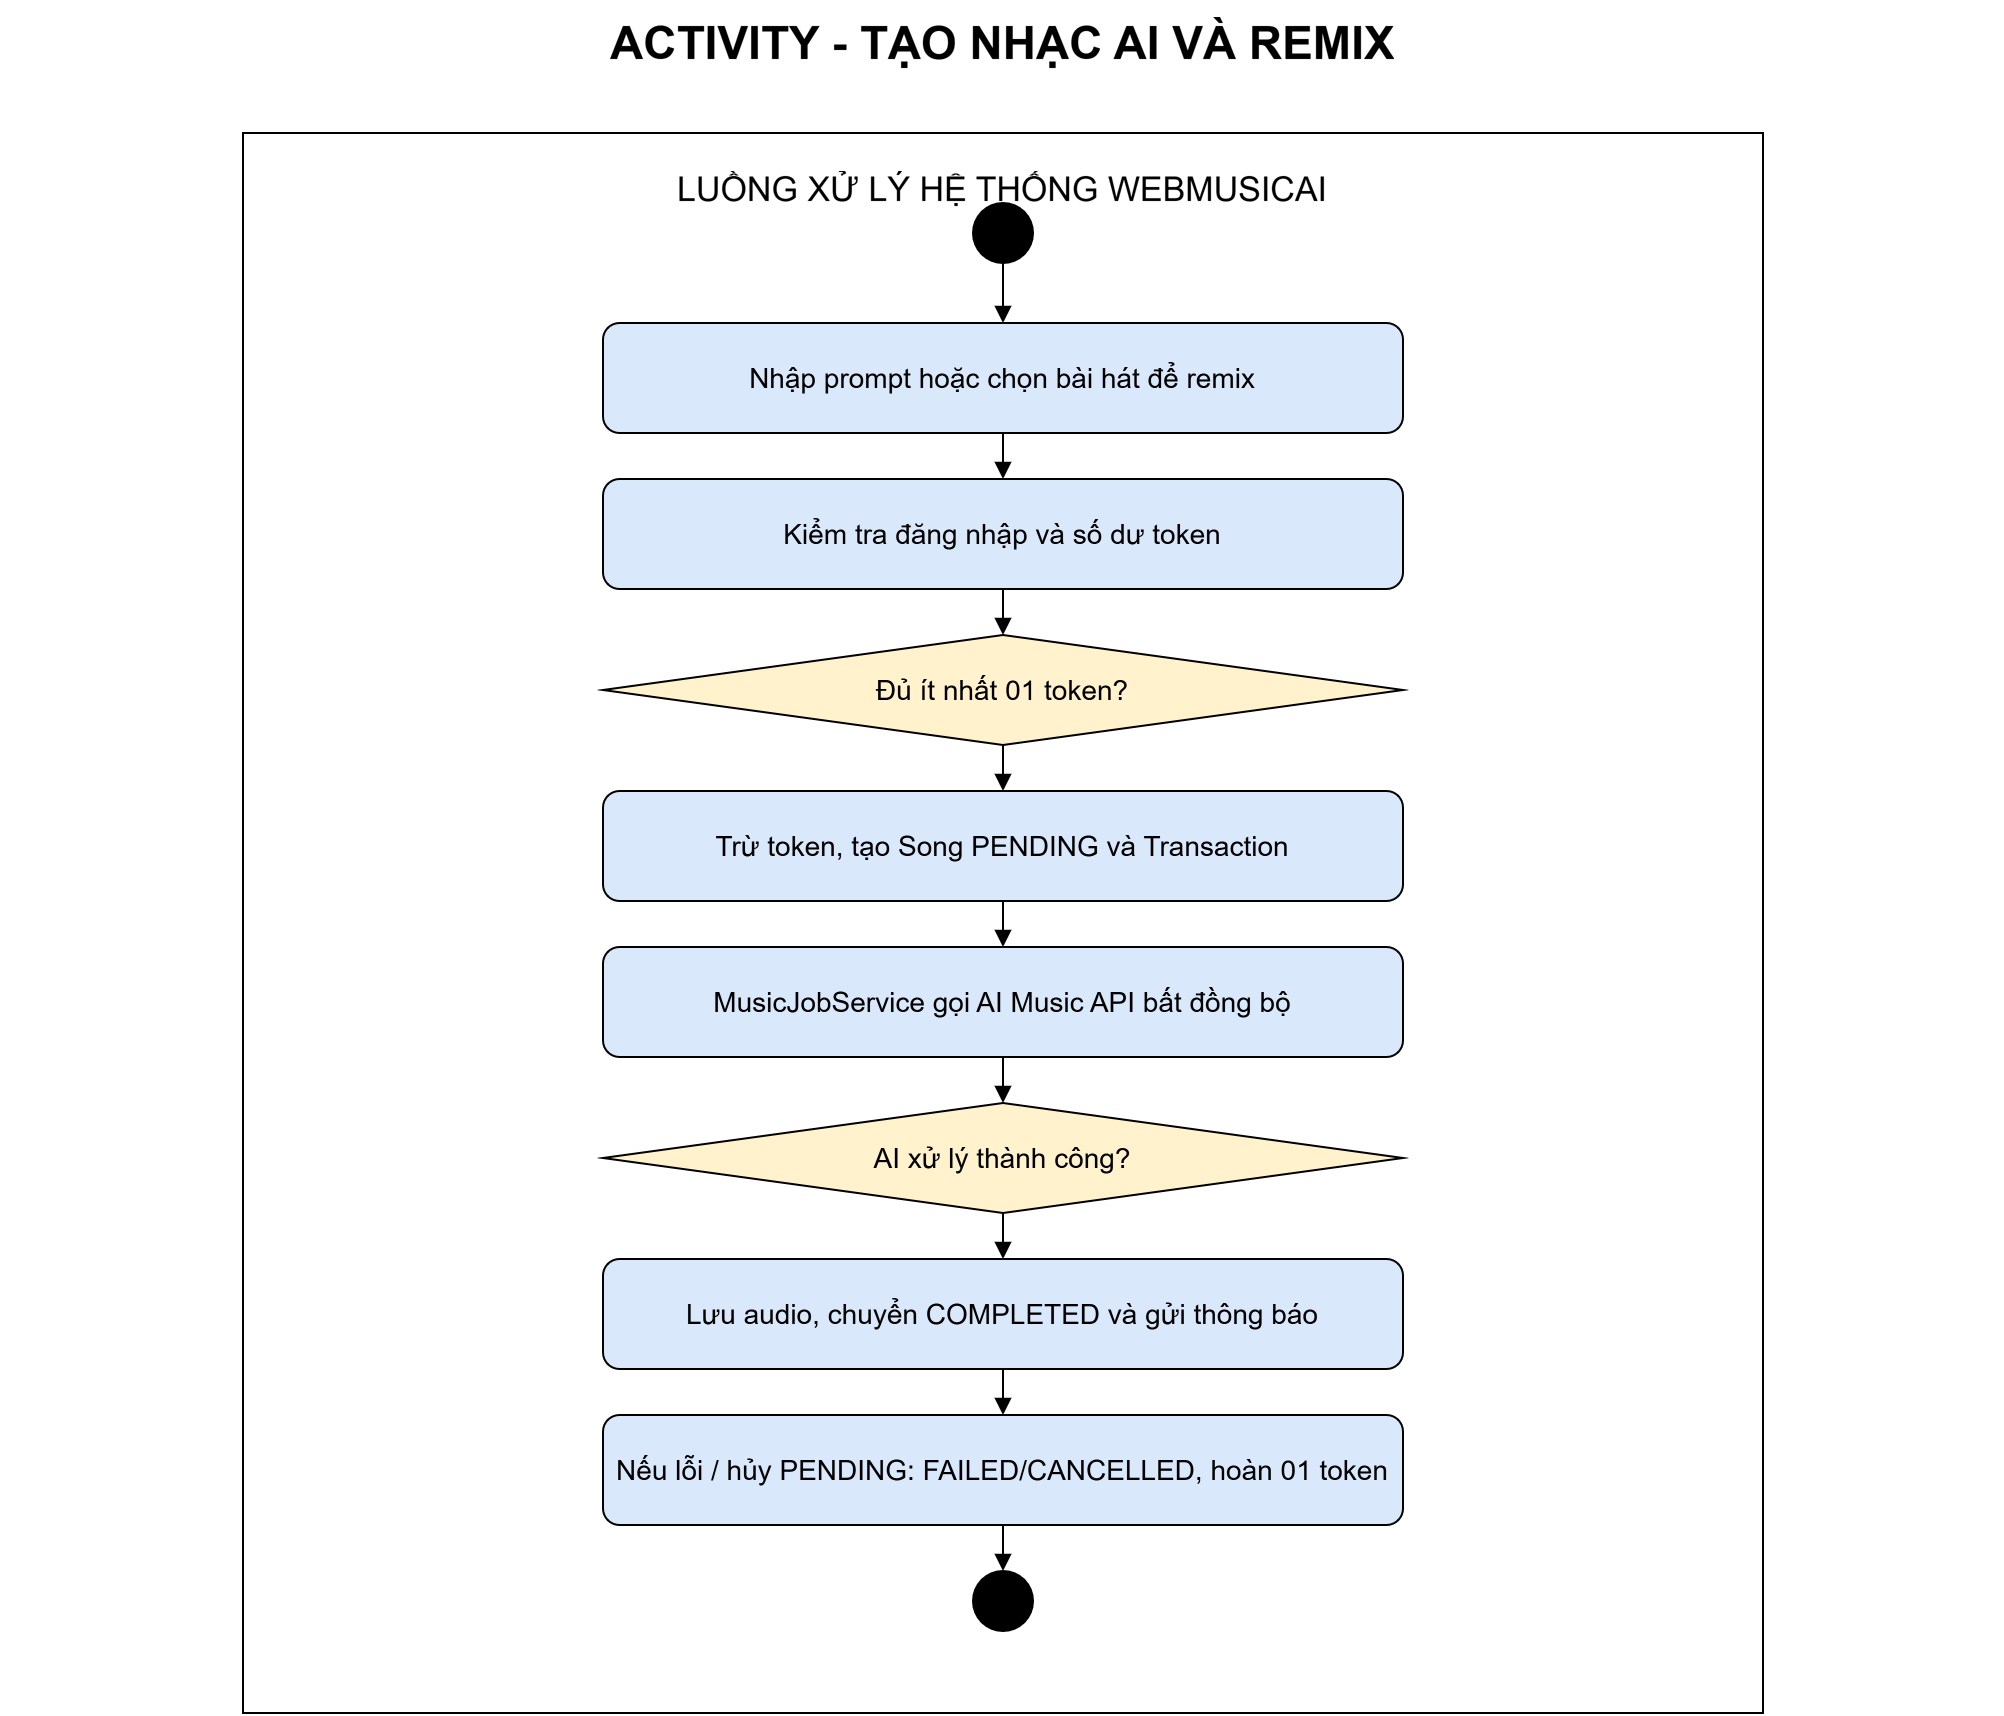 ACTIVITY - TẠO NHẠC AI VÀ REMIX
LUỒNG XỬ LÝ HỆ THỐNG WEBMUSICAI
Nhập prompt hoặc chọn bài hát để remix
Kiểm tra đăng nhập và số dư token
Đủ ít nhất 01 token?
Trừ token, tạo Song PENDING và Transaction
MusicJobService gọi AI Music API bất đồng bộ
AI xử lý thành công?
Lưu audio, chuyển COMPLETED và gửi thông báo
Nếu lỗi / hủy PENDING: FAILED/CANCELLED, hoàn 01 token